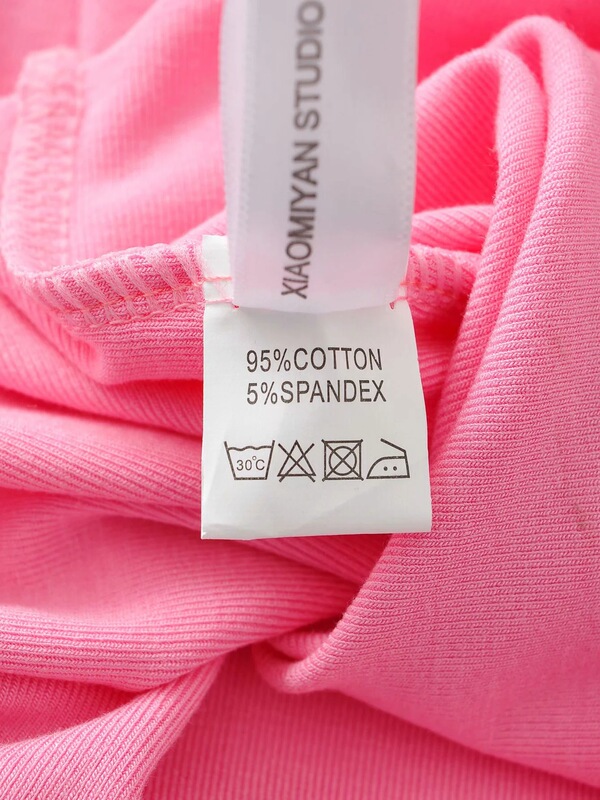 XIAOMIYAN STUDIO
95%COTTON
5%SPANDEX
30℃